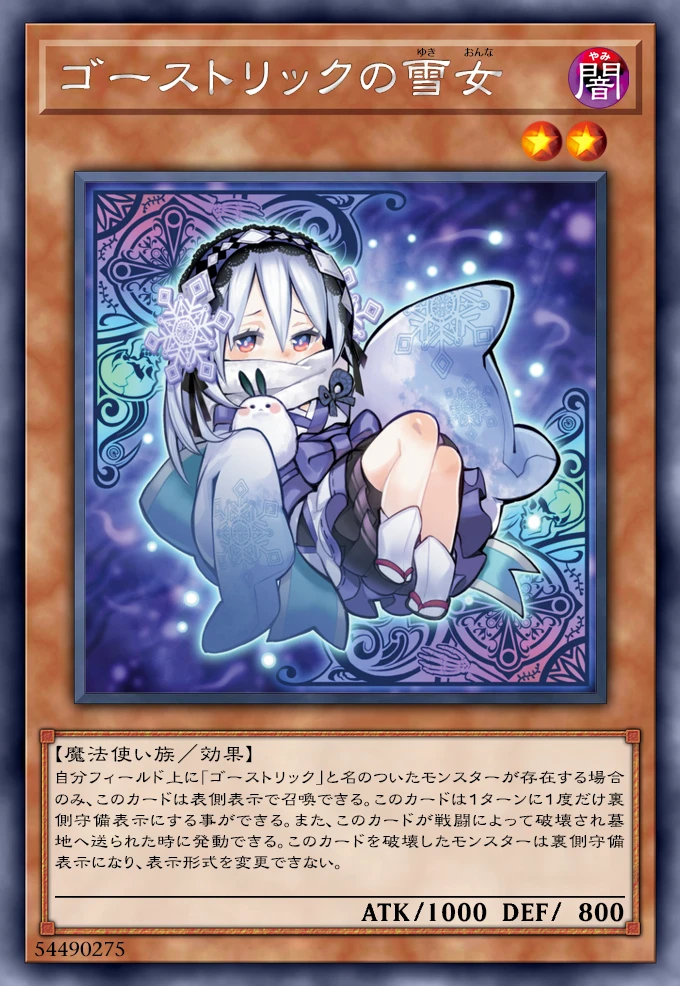 ゴーストリックの雪女
ゆき おんな
闇
やみ
【魔法使い族／効果】
自分フィールド上に「ゴーストリック」と名のついたモンスターが存在する場合
のみ、このカードは表側表示で召喚できる。このカードは1ターンに1度だけ裏
側守備表示にする事ができる。また、このカードが戦闘によって破壊され墓
地へ送られた時に発動できる。このカードを破壊したモンスターは裏側守備
表示になり、表示形式を変更できない。
ATK/1000 DEF/ 800
54490275